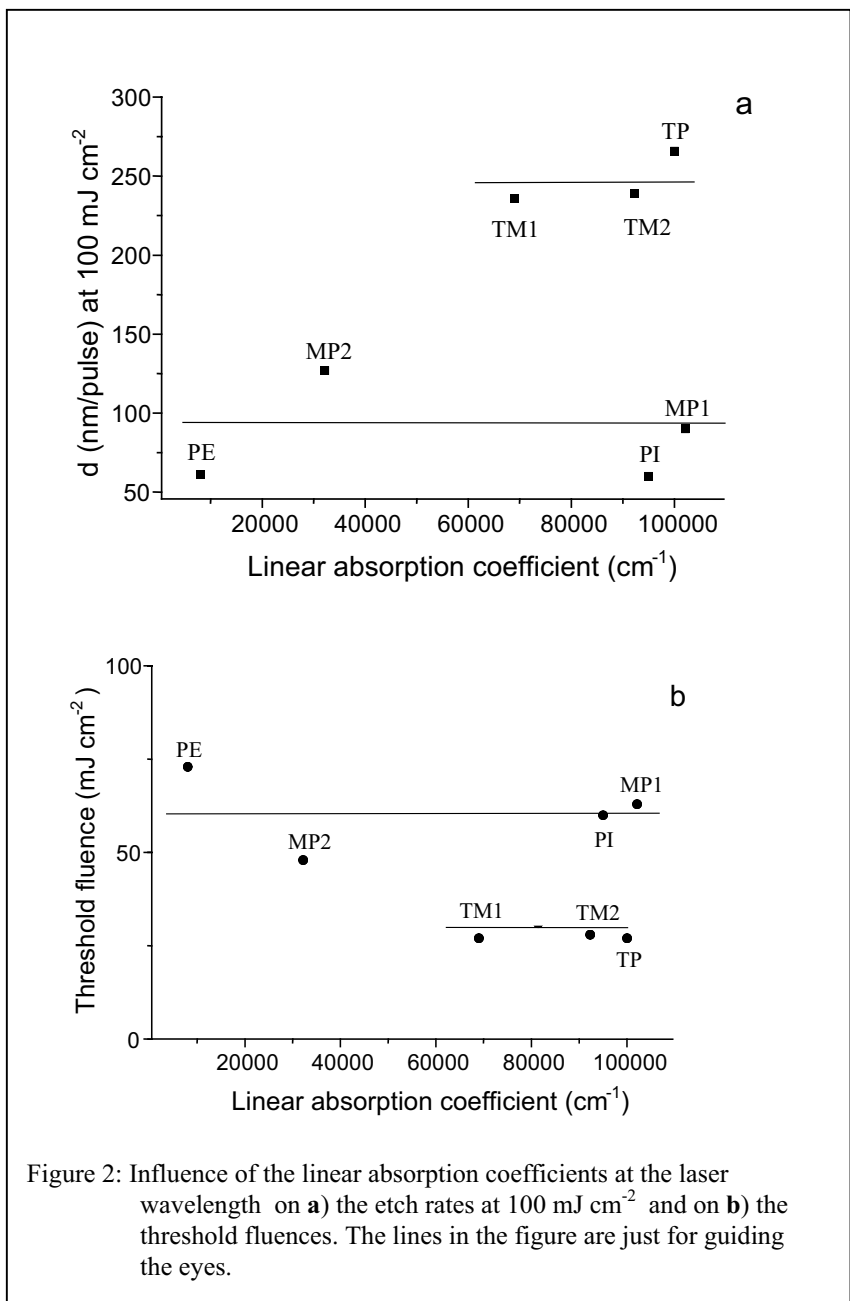 a
300
250
200
150
100
50
d (nm/pulse) at 100 mJ cm⁻²
TP
TM1
TM2
MP2
MP1
PE
PI
20000 40000 60000 80000 100000
Linear absorption coefficient (cm⁻¹)
b
100
50
0
Threshold fluence (mJ cm⁻²)
PE
MP1
PI
MP2
TM1
TM2
TP
20000 40000 60000 80000 100000
Linear absorption coefficient (cm⁻¹)
Figure 2: Influence of the linear absorption coefficients at the laser
wavelength on a) the etch rates at 100 mJ cm⁻² and on b) the
threshold fluences. The lines in the figure are just for guiding
the eyes.